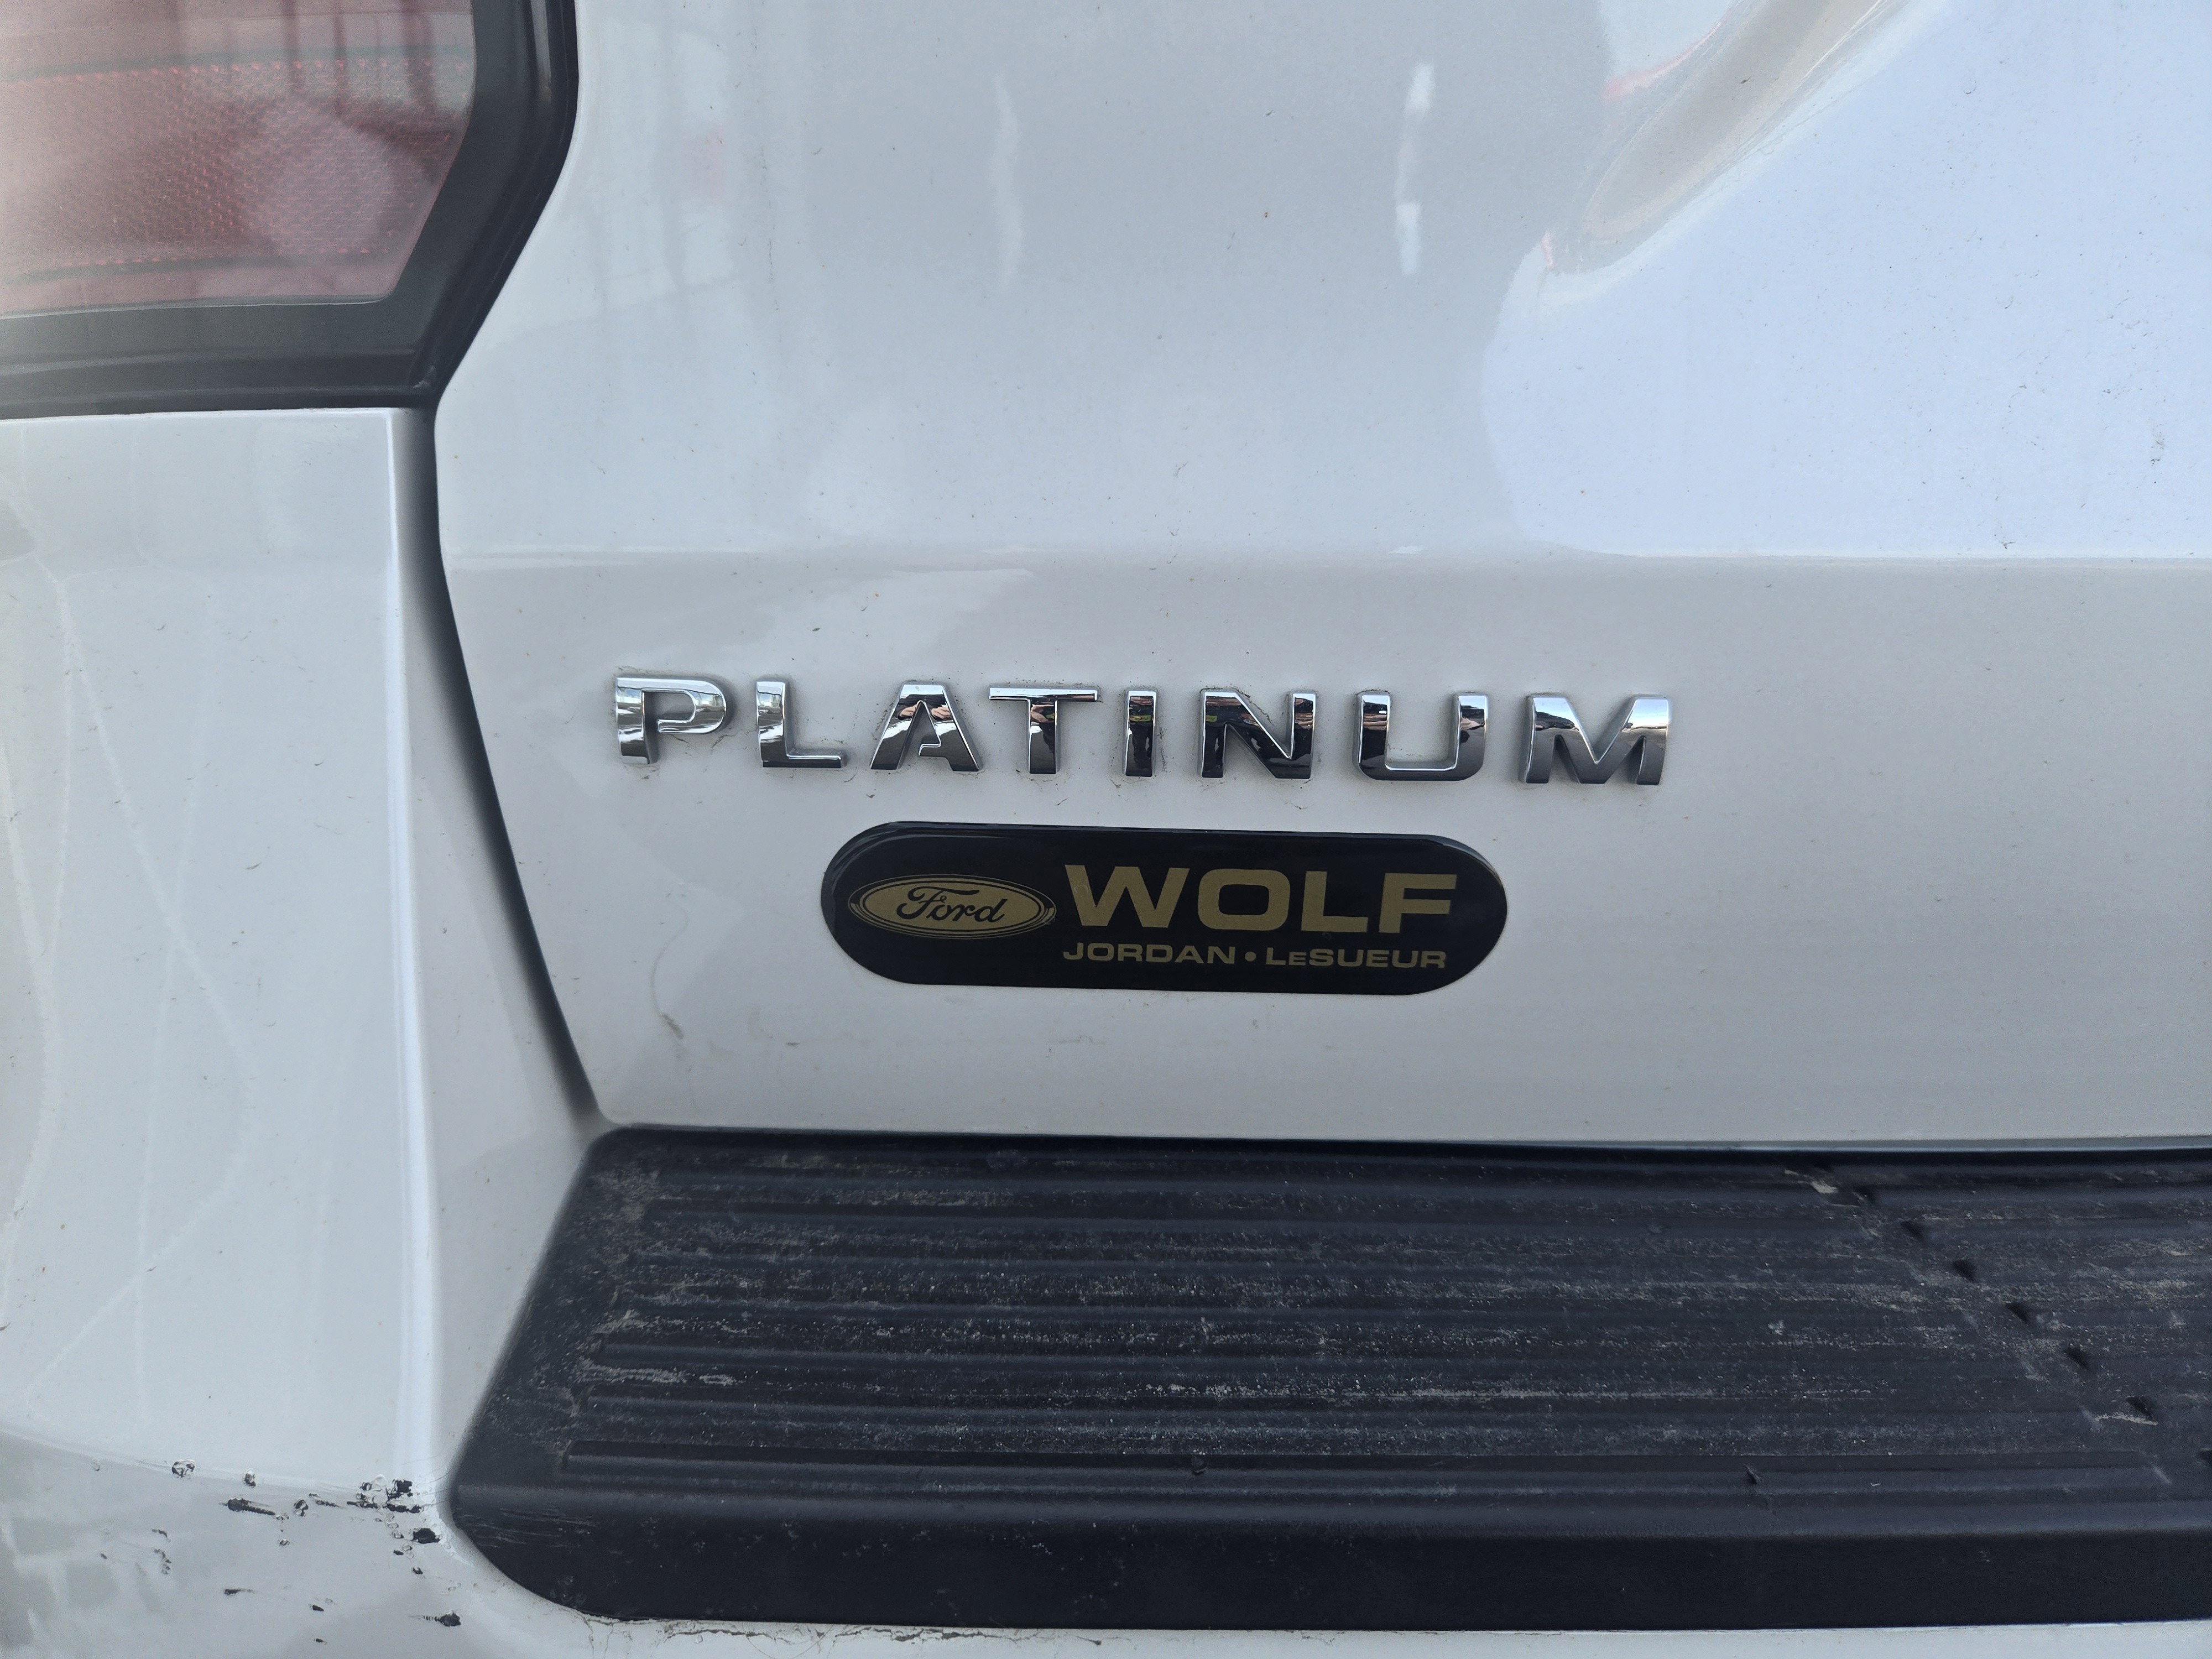 PLATINUM
Ford WOLF
JORDAN • LeSUEUR